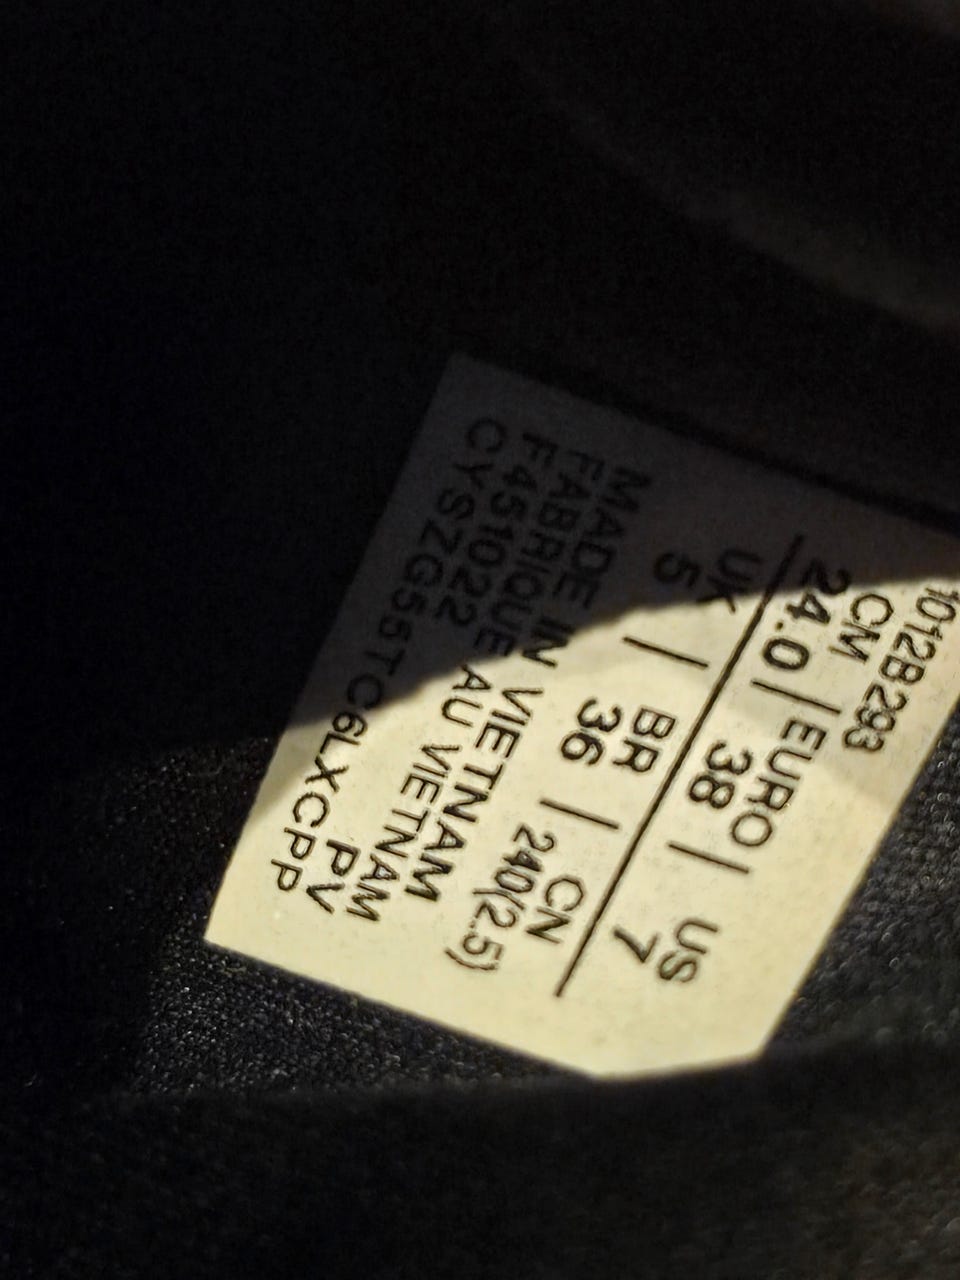 1012B293
CM | EURO | US
24.0 38 7
UK | BR | CN
5 36 240(2.5)
MADE IN VIETNAM
FABRIQUE AU VIETNAM
F451022 PV
CYSZG55TC6LXCPP